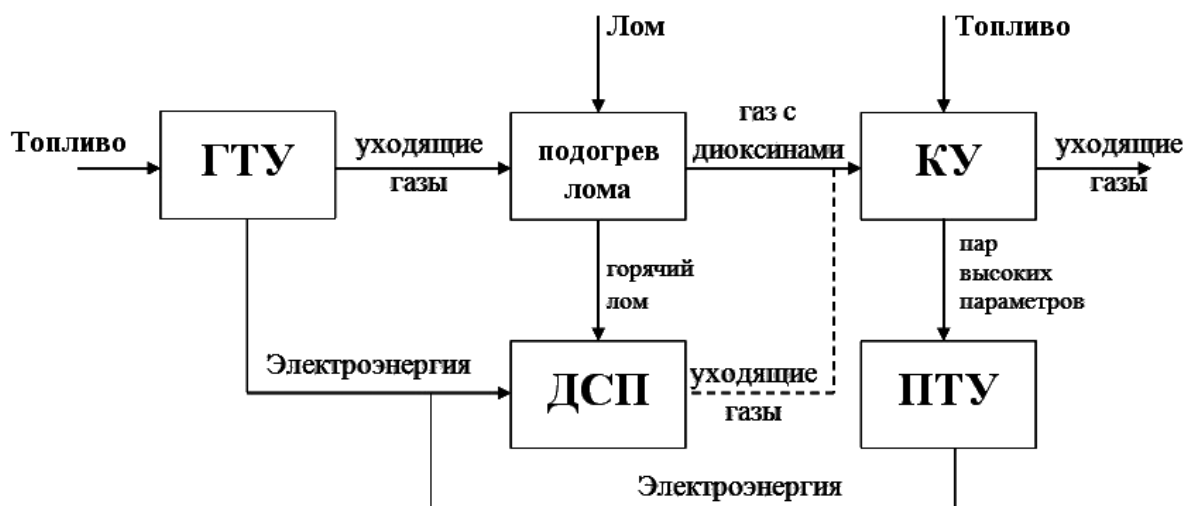 Лом
Топливо
Топливо
ГТУ
уходящие
газы
подогрев
лома
газ с
диоксинами
КУ
уходящие
газы
горячий
лом
пар
высоких
параметров
Электроэнергия
ДСП
уходящие
газы
ПТУ
Электроэнергия